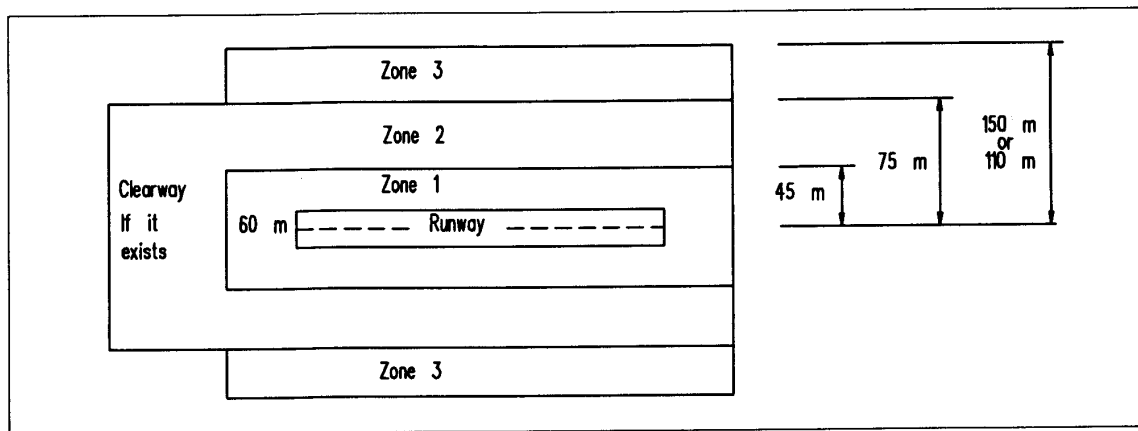 Zone 3
Zone 2
Zone 1
Clearway
If it
exists
60 m
Runway
45 m
75 m
150 m
or
110 m
Zone 3